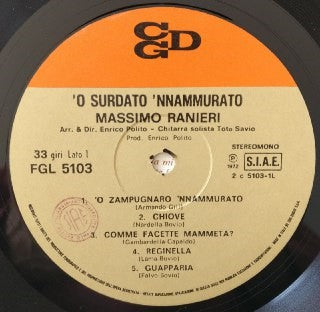 CGD
'O SURDATO 'NNAMMURATO
MASSIMO RANIERI
Arr. & Dir. Enrico Polito - Chitarra solista Toto Savio
Prod. Enrico Polito
33 giri Lato 1
FGL 5103
STEREOMONO
P 1972
S.I.A.E.
2 c 5103-1L
1. 'O ZAMPUGNARO 'NNAMMURATO
(Armando Gill)
2. CHIOVE
(Nardella Bovio)
3. COMME FACETTE MAMMETA?
(Gambardella Capaldo)
4. REGINELLA
(Lama Bovio)
5. GUAPPARIA
(Falvo Bovio)